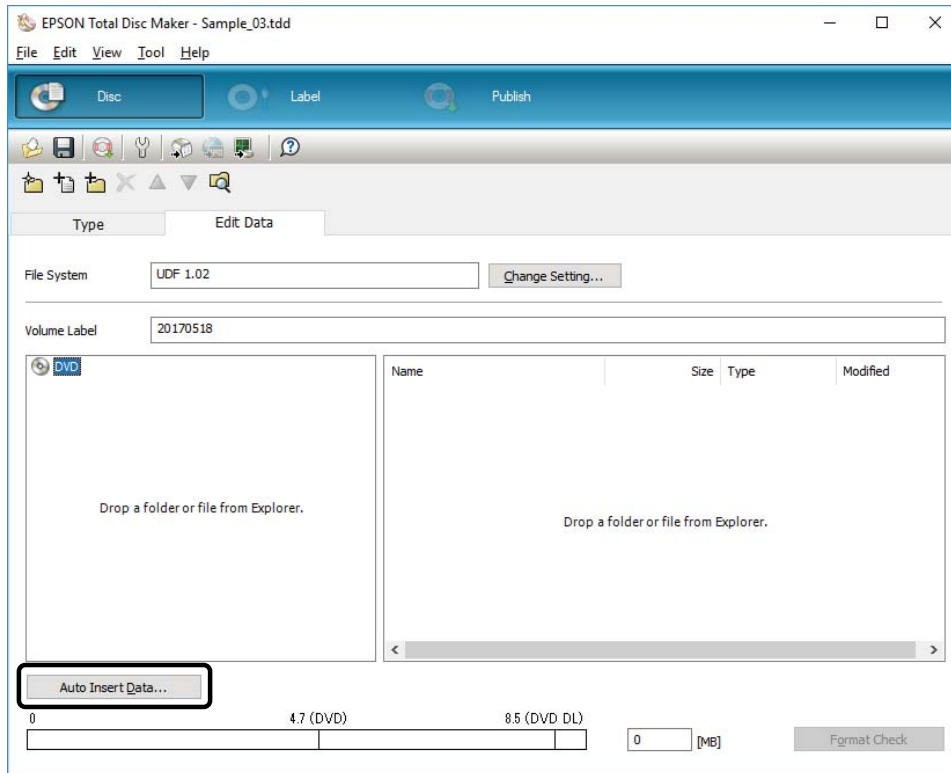 EPSON Total Disc Maker - Sample_03.tdd
File Edit View Tool Help
Disc Label Publish
Type Edit Data
File System UDF 1.02 Change Setting...
Volume Label 20170518
DVD
Name Size Type Modified
Drop a folder or file from Explorer.
Drop a folder or file from Explorer.
Auto Insert Data...
0 4.7 (DVD) 8.5 (DVD DL)
0 [MB] Format Check